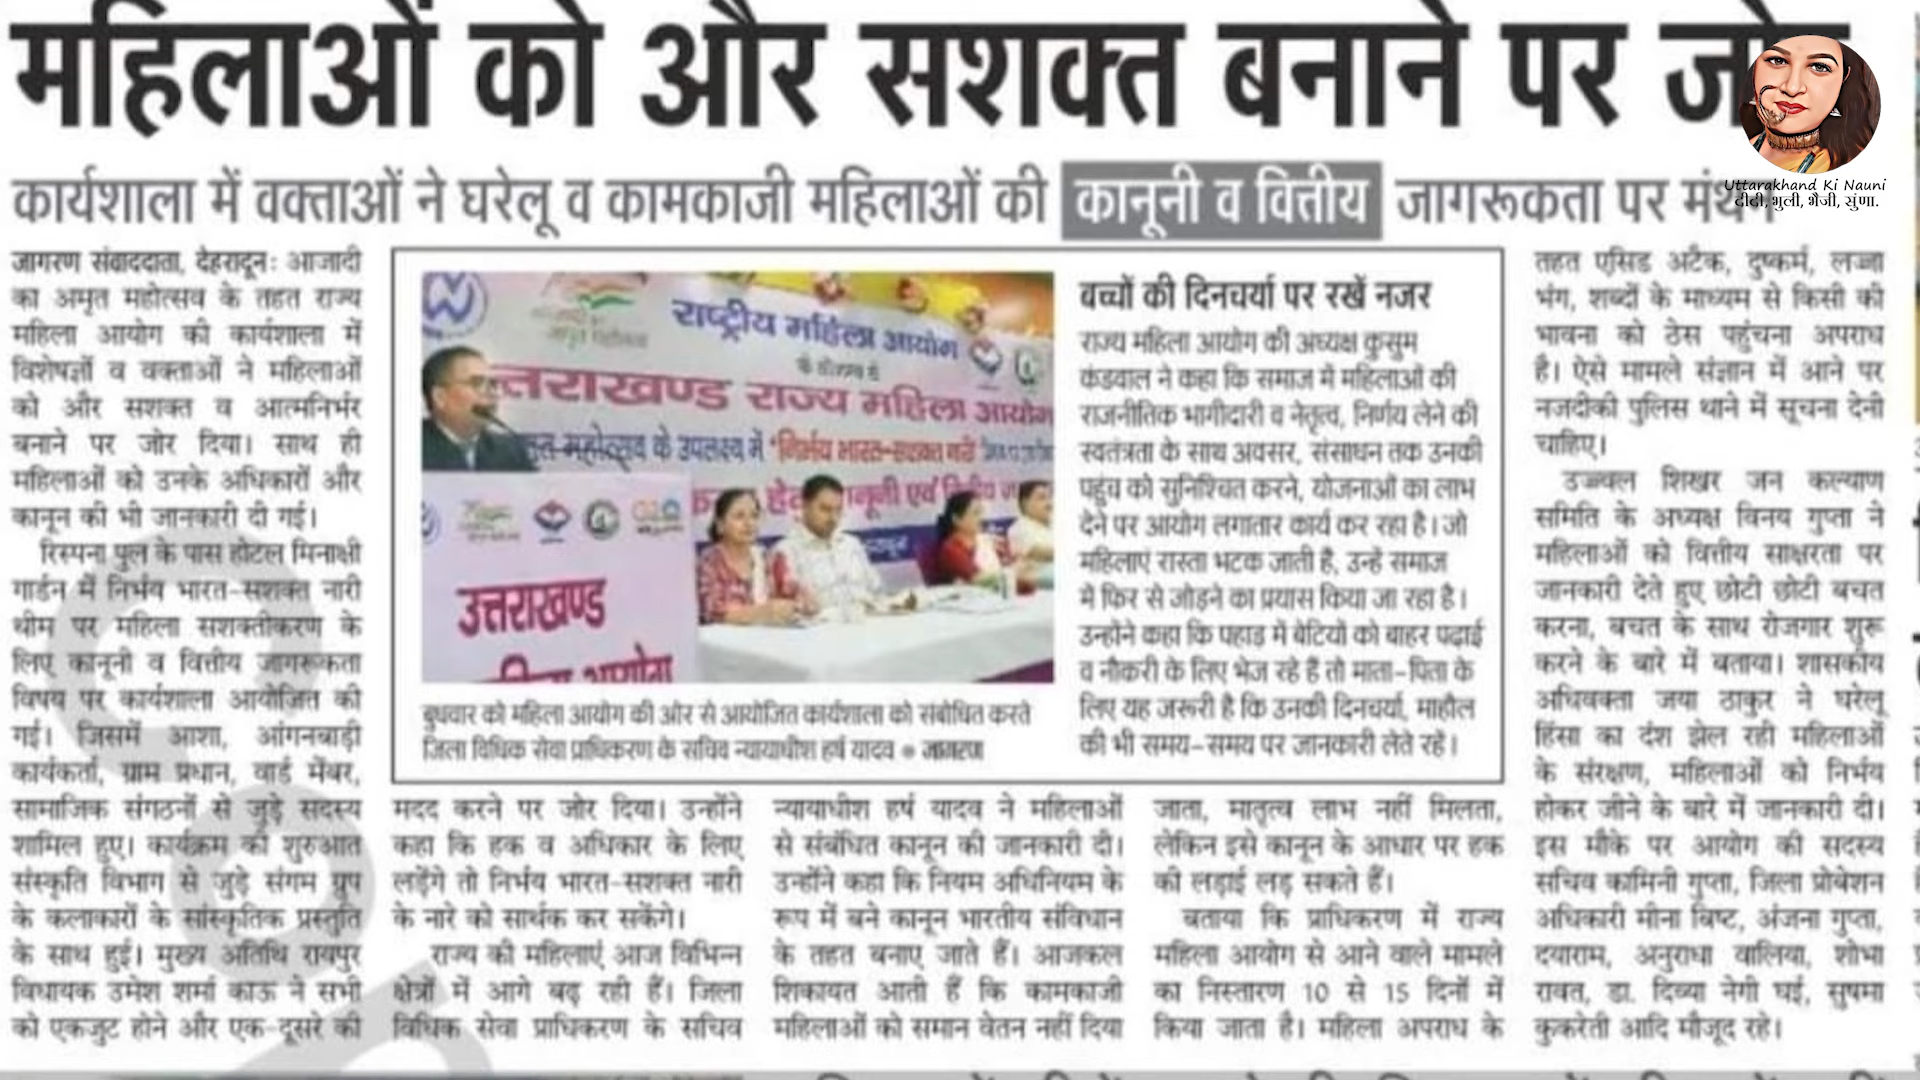 महिलाओं को और सशक्त बनाने पर
कार्यशाला में वक्ताओं ने घरेलू व कामकाजी महिलाओं की कानूनी व वित्तीय जागरूकता पर
Uttarakhand Ki Nauni
दीदी, भुली, भैजी, सुंणा.
जागरण संवाददाता, देहरादूनः आजादी
का अमृत महोत्सव के तहत राज्य
महिला आयोग की कार्यशाला में
विशेषज्ञों व वक्ताओं ने महिलाओं
को और सशक्त व आत्मनिर्भर
बनाने पर जोर दिया। साथ ही
महिलाओं को उनके अधिकारों और
कानून की भी जानकारी दी गई।
रिस्पना पुल के पास होटल मिनाक्षी
गार्डन में निर्भय भारत-सशक्त नारी
थीम पर महिला सशक्तीकरण के
लिए कानूनी व वित्तीय जागरूकता
विषय पर कार्यशाला आयोजित की
गई। जिसमें आशा, आंगनबाड़ी
कार्यकर्ता, ग्राम प्रधान, वार्ड मेंबर,
सामाजिक संगठनों से जुड़े सदस्य
शामिल हुए। कार्यक्रम की शुरुआत
संस्कृति विभाग से जुड़े संगम ग्रुप
के कलाकारों के सांस्कृतिक प्रस्तुति
के साथ हुई। मुख्य अतिथि रायपुर
विधायक उमेश शर्मा काऊ ने सभी
को एकजुट होने और एक-दूसरे की
राष्ट्रीय महिला आयोग
के सौजन्य से
त्तराखण्ड राज्य महिला आयोग
महोत्सव के उपलक्ष्य में "निर्भय भारत-सशक्त नारी
हेतु कानूनी एवं वित्तीय
उत्तराखण्ड
बुधवार को महिला आयोग की ओर से आयोजित कार्यशाला को संबोधित करते
जिला विधिक सेवा प्राधिकरण के सचिव न्यायाधीश हर्ष यादव ● जागरण
बच्चों की दिनचर्या पर रखें नजर
राज्य महिला आयोग की अध्यक्ष कुसुम
कंडवाल ने कहा कि समाज में महिलाओं की
राजनीतिक भागीदारी व नेतृत्व, निर्णय लेने की
स्वतंत्रता के साथ अवसर, संसाधन तक उनकी
पहुंच को सुनिश्चित करने, योजनाओं का लाभ
देने पर आयोग लगातार कार्य कर रहा है। जो
महिलाएं रास्ता भटक जाती है, उन्हें समाज
में फिर से जोड़ने का प्रयास किया जा रहा है।
उन्होंने कहा कि पहाड़ में बेटियों को बाहर पढ़ाई
व नौकरी के लिए भेज रहे हैं तो माता-पिता के
लिए यह जरूरी है कि उनकी दिनचर्या, माहौल
की भी समय-समय पर जानकारी लेते रहें।
मदद करने पर जोर दिया। उन्होंने
कहा कि हक व अधिकार के लिए
लड़ेंगे तो निर्भय भारत-सशक्त नारी
के नारे को सार्थक कर सकेंगे।
राज्य की महिलाएं आज विभिन्न
क्षेत्रों में आगे बढ़ रही हैं। जिला
विधिक सेवा प्राधिकरण के सचिव
न्यायाधीश हर्ष यादव ने महिलाओं
से संबंधित कानून की जानकारी दी।
उन्होंने कहा कि नियम अधिनियम के
रूप में बने कानून भारतीय संविधान
के तहत बनाए जाते हैं। आजकल
शिकायत आती हैं कि कामकाजी
महिलाओं को समान वेतन नहीं दिया
जाता, मातृत्व लाभ नहीं मिलता,
लेकिन इसे कानून के आधार पर हक
की लड़ाई लड़ सकते हैं।
बताया कि प्राधिकरण में राज्य
महिला आयोग से आने वाले मामले
का निस्तारण 10 से 15 दिनों में
किया जाता है। महिला अपराध के
तहत एसिड अटैक, दुष्कर्म, लज्जा
भंग, शब्दों के माध्यम से किसी की
भावना को ठेस पहुंचना अपराध
है। ऐसे मामले संज्ञान में आने पर
नजदीकी पुलिस थाने में सूचना देनी
चाहिए।
उज्ज्वल शिखर जन कल्याण
समिति के अध्यक्ष विनय गुप्ता ने
महिलाओं को वित्तीय साक्षरता पर
जानकारी देते हुए छोटी छोटी बचत
करना, बचत के साथ रोजगार शुरू
करने के बारे में बताया। शासकीय
अधिवक्ता जया ठाकुर ने घरेलू
हिंसा का दंश झेल रही महिलाओं
के संरक्षण, महिलाओं को निर्भय
होकर जीने के बारे में जानकारी दी।
इस मौके पर आयोग की सदस्य
सचिव कामिनी गुप्ता, जिला प्रोबेशन
अधिकारी मीना बिष्ट, अंजना गुप्ता,
दयाराम, अनुराधा वालिया, शोभा
रावत, डा. दिव्या नेगी घई, सुषमा
कुकरेती आदि मौजूद रहे।